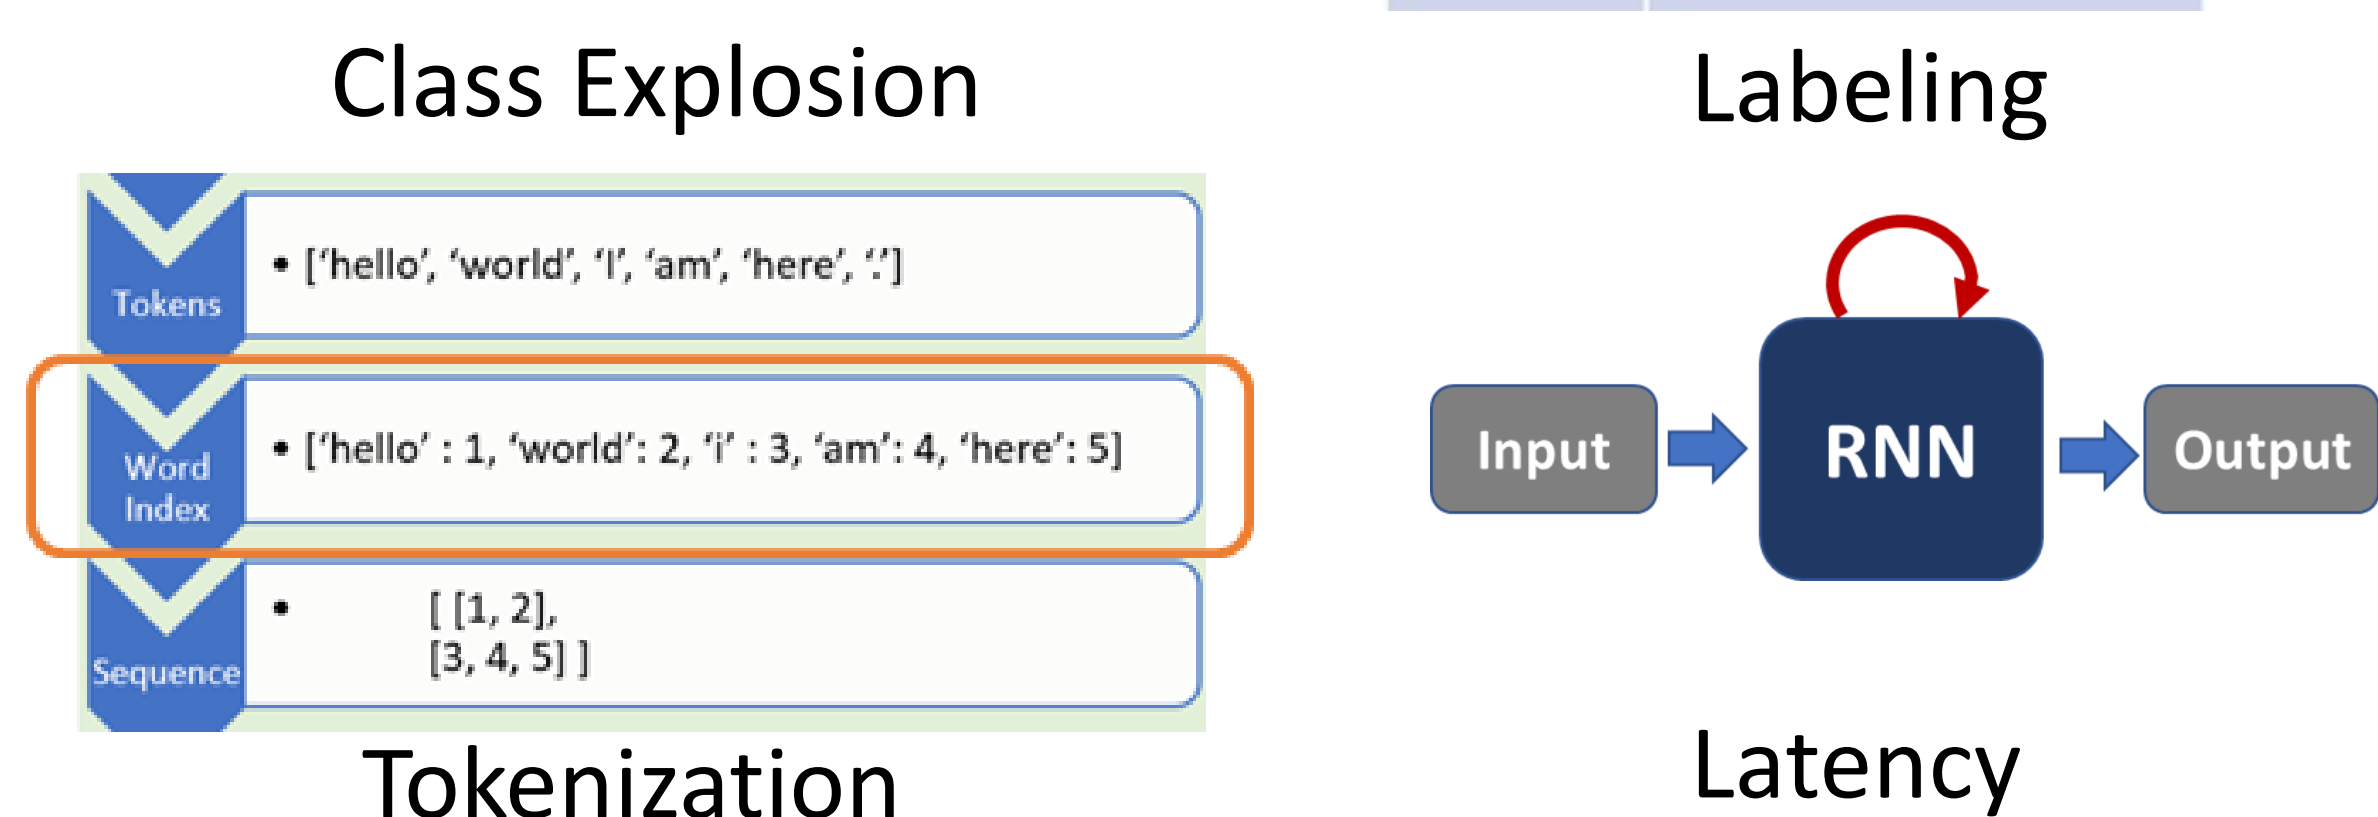 Class Explosion
Labeling
Tokens
• ['hello', 'world', 'I', 'am', 'here', '.']
Word
Index
• ['hello' : 1, 'world': 2, 'i' : 3, 'am': 4, 'here': 5]
Sequence
• [ [1, 2],
[3, 4, 5] ]
Tokenization
Input
RNN
Output
Latency